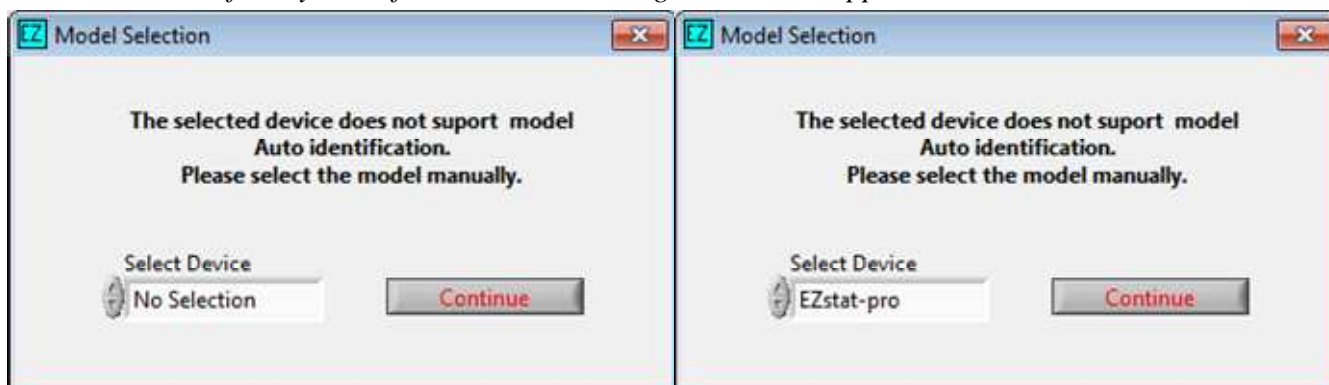 EZ Model Selection
The selected device does not suport model
Auto identification.
Please select the model manually.
Select Device
No Selection
Continue
EZ Model Selection
The selected device does not suport model
Auto identification.
Please select the model manually.
Select Device
EZstat-pro
Continue